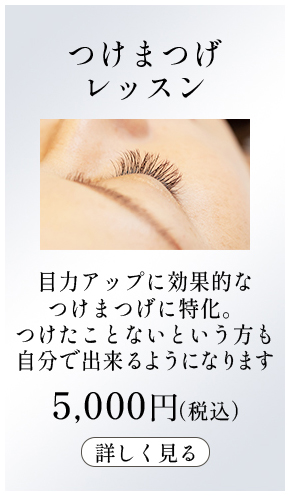 つけまつげ
レッスン
目力アップに効果的な
つけまつげに特化。
つけたことないという方も
自分で出来るようになります
5,000円(税込)
詳しく見る